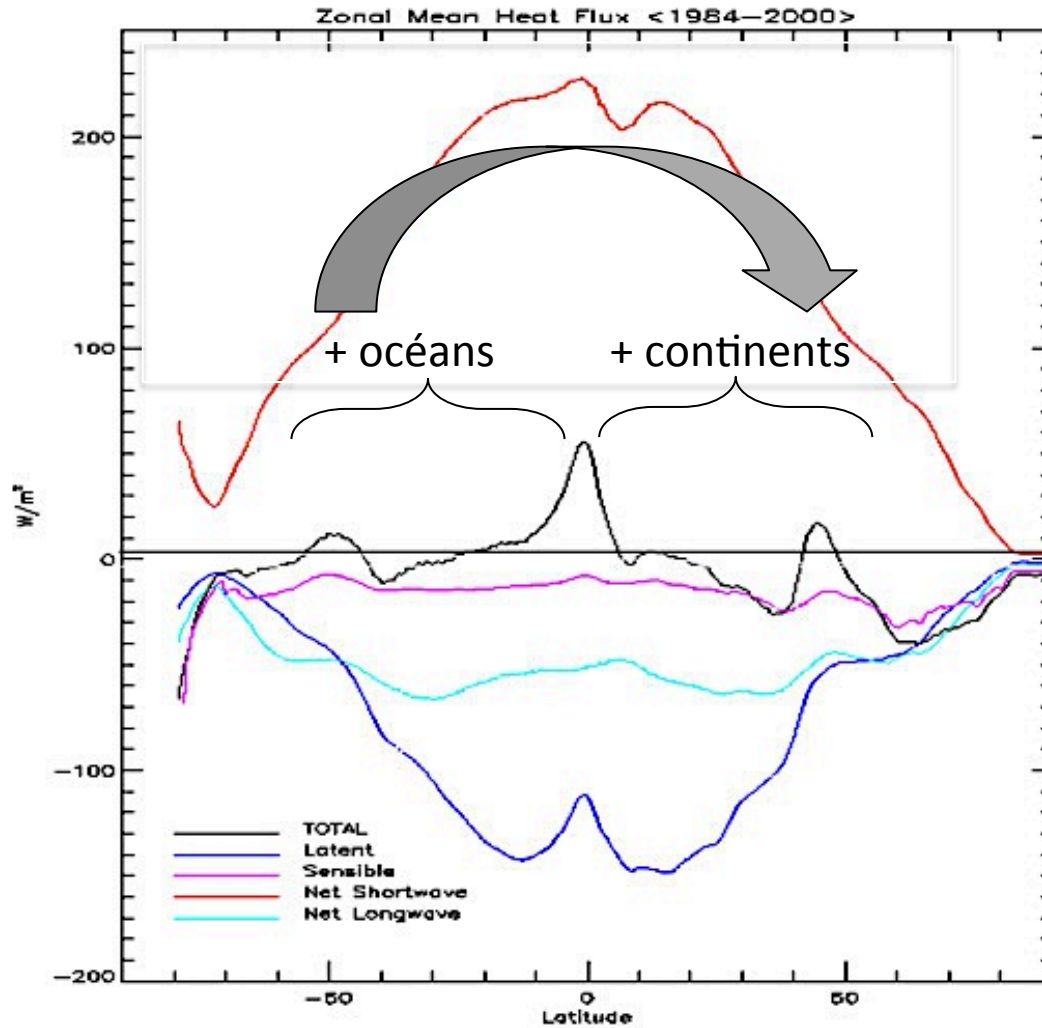 Zonal Mean Heat Flux <1984–2000>
200
100
0
−100
−200
W/m²
+ océans
+ continents
TOTAL
Latent
Sensible
Net Shortwave
Net Longwave
−50
0
50
Latitude